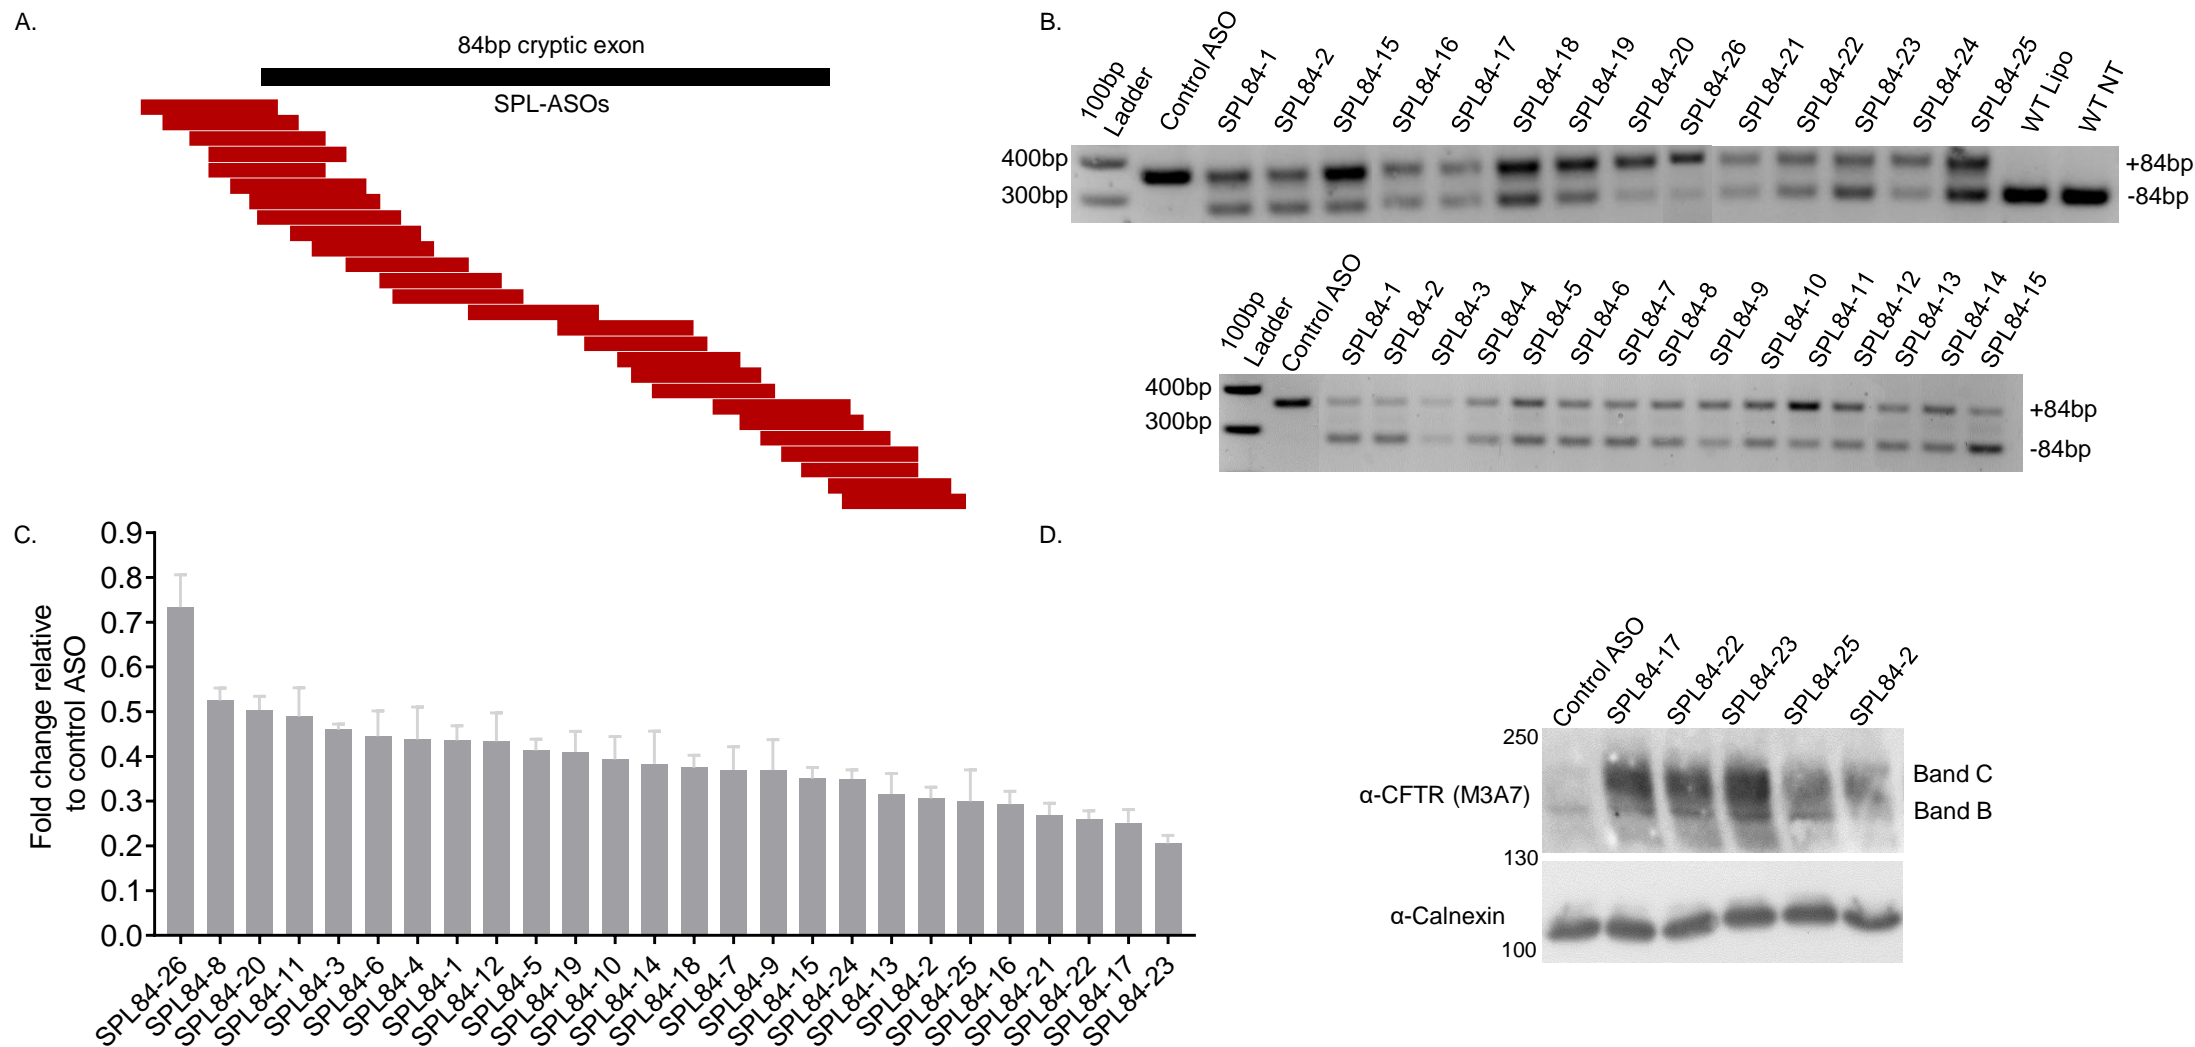 A.
84bp cryptic exon
SPL-ASOs
B.
100bp
Ladder
Control ASO
SPL84-1
SPL84-2
SPL84-15
SPL84-16
SPL84-17
SPL84-18
SPL84-19
SPL84-20
SPL84-26
SPL84-21
SPL84-22
SPL84-23
SPL84-24
SPL84-25
WT Lipo
WT NT
400bp
300bp
+84bp
-84bp
100bp
Ladder
Control ASO
SPL84-1
SPL84-2
SPL84-3
SPL84-4
SPL84-5
SPL84-6
SPL84-7
SPL84-8
SPL84-9
SPL84-10
SPL84-11
SPL84-12
SPL84-13
SPL84-14
SPL84-15
400bp
300bp
+84bp
-84bp
C.
Fold change relative
to control ASO
0.9
0.8
0.7
0.6
0.5
0.4
0.3
0.2
0.1
0.0
SPL84-26
SPL84-8
SPL84-20
SPL84-11
SPL84-3
SPL84-6
SPL84-4
SPL84-1
SPL84-12
SPL84-5
SPL84-19
SPL84-10
SPL84-14
SPL84-18
SPL84-7
SPL84-9
SPL84-15
SPL84-24
SPL84-13
SPL84-2
SPL84-25
SPL84-16
SPL84-21
SPL84-22
SPL84-17
SPL84-23
D.
Control ASO
SPL84-17
SPL84-22
SPL84-23
SPL84-25
SPL84-2
250
α-CFTR (M3A7)
Band C
Band B
130
α-Calnexin
100